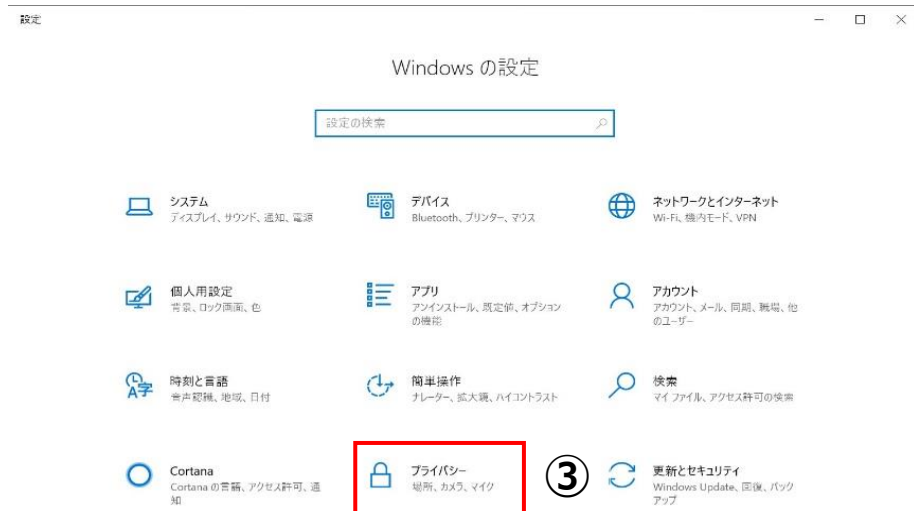 設定
Windows の設定
設定の検索
システム
ディスプレイ、サウンド、通知、電源
デバイス
Bluetooth、プリンター、マウス
ネットワークとインターネット
Wi-Fi、機内モード、VPN
個人用設定
背景、ロック画面、色
アプリ
アンインストール、既定値、オプション
の機能
アカウント
アカウント、メール、同期、職場、他
のユーザー
時刻と言語
音声認識、地域、日付
簡単操作
ナレーター、拡大鏡、ハイコントラスト
検索
マイ ファイル、アクセス許可の検索
Cortana
Cortana の言語、アクセス許可、通
知
プライバシー
場所、カメラ、マイク
③
更新とセキュリティ
Windows Update、回復、バック
アップ